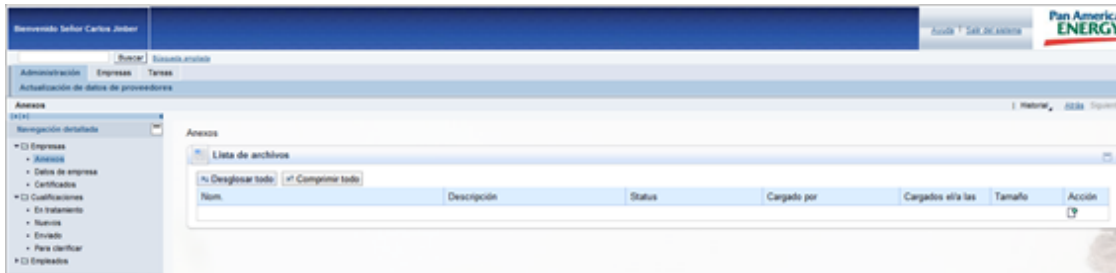 Bienvenido Señor Carlos Jinber
Ayuda Salir del sistema
Pan America
ENERGY
Buscar Búsqueda ampliada
Administración Empresas Tareas
Actualización de datos de proveedores
Anexos
Historial Atrás Siguient
Navegación detallada
Empresas
Anexos
Datos de empresa
Certificados
Cualificaciones
En tratamiento
Nuevos
Enviado
Para clarificar
Empleados
Anexos
Lista de archivos
Desglosar todo Comprimir todo
Nom. Descripción Status Cargado por Cargados el/a las Tamaño Acción